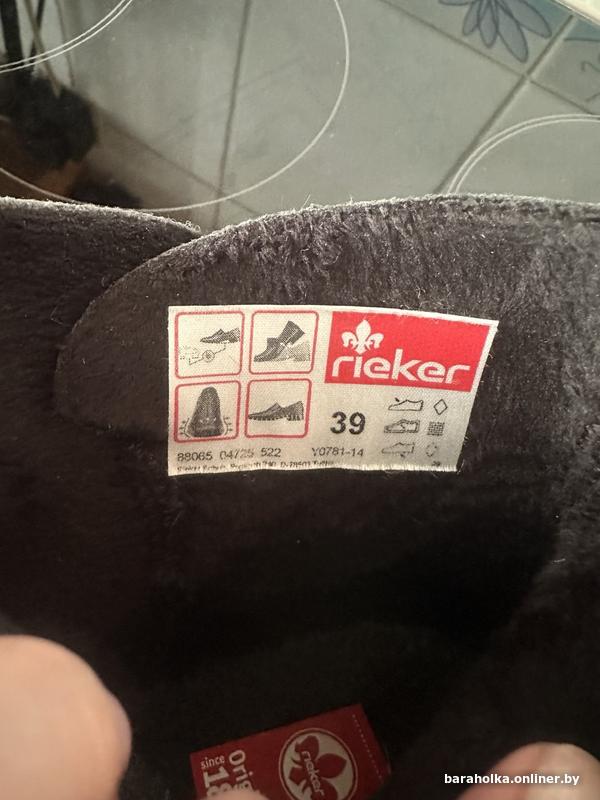 rieker
39
88065 04725 522 Y0781-14
since
Orig
18
rieker
baraholka.onliner.by